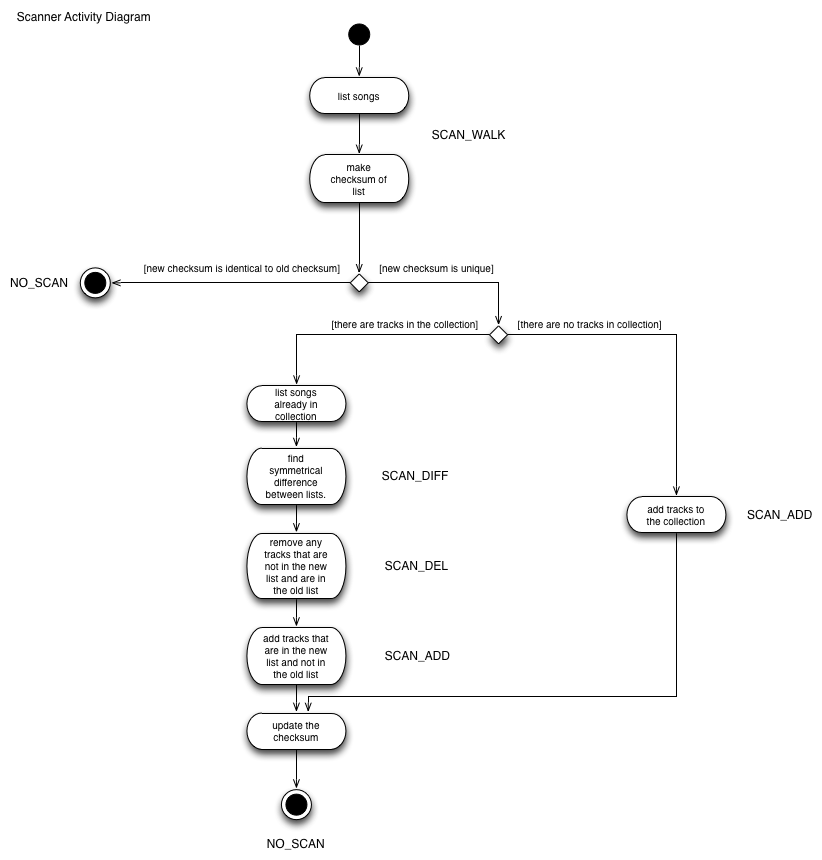 Scanner Activity Diagram
list songs
SCAN_WALK
make
checksum of
list
[new checksum is identical to old checksum]
[new checksum is unique]
NO_SCAN
[there are tracks in the collection]
[there are no tracks in collection]
list songs
already in
collection
find
symmetrical
difference
between lists.
SCAN_DIFF
add tracks to
the collection
SCAN_ADD
remove any
tracks that are
not in the new
list and are in
the old list
SCAN_DEL
add tracks that
are in the new
list and not in
the old list
SCAN_ADD
update the
checksum
NO_SCAN